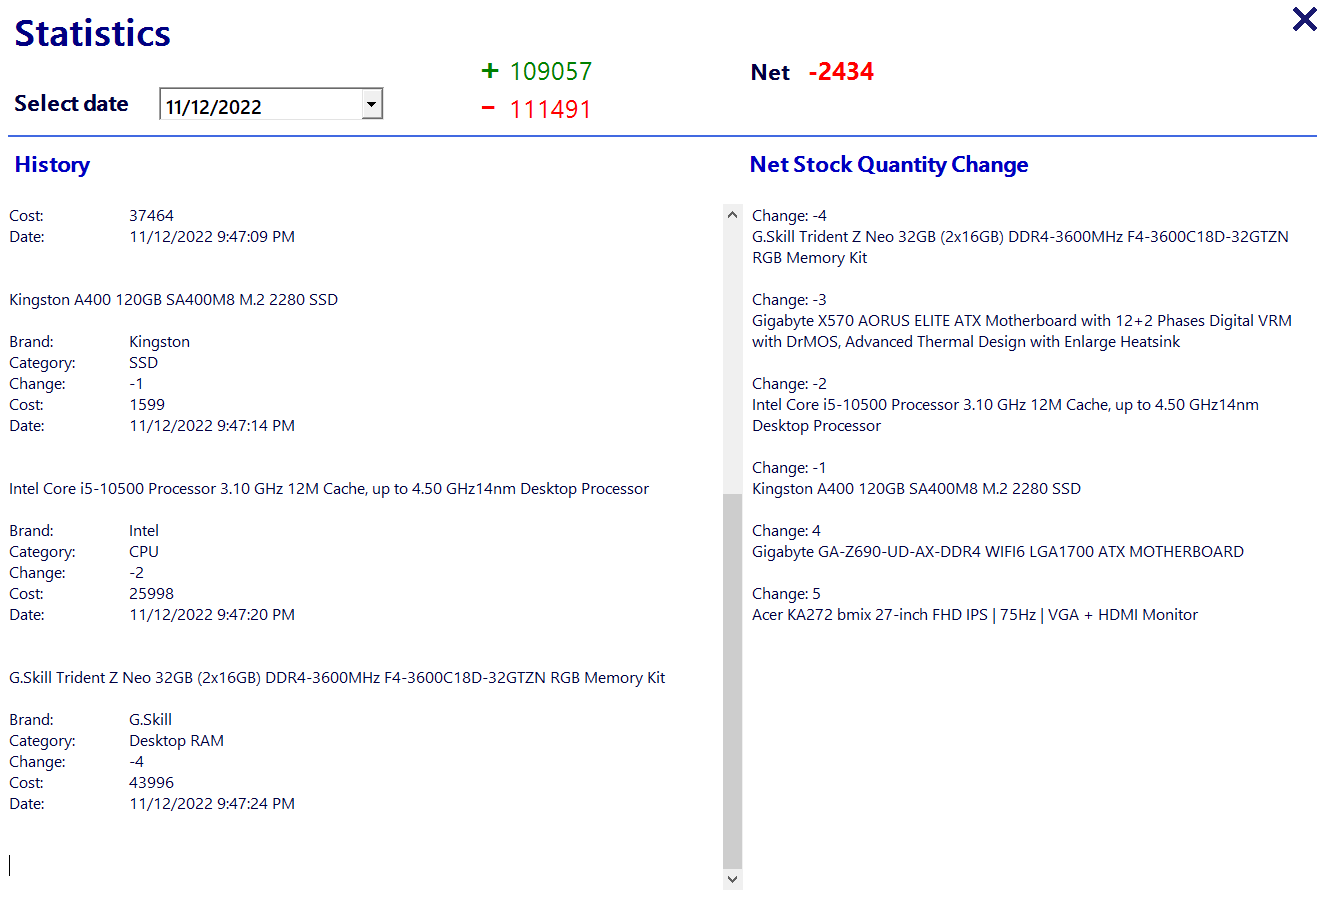 Statistics
+ 109057
Net -2434
Select date 11/12/2022
- 111491
History
Cost: 37464
Date: 11/12/2022 9:47:09 PM
Kingston A400 120GB SA400M8 M.2 2280 SSD
Brand: Kingston
Category: SSD
Change: -1
Cost: 1599
Date: 11/12/2022 9:47:14 PM
Intel Core i5-10500 Processor 3.10 GHz 12M Cache, up to 4.50 GHz14nm Desktop Processor
Brand: Intel
Category: CPU
Change: -2
Cost: 25998
Date: 11/12/2022 9:47:20 PM
G.Skill Trident Z Neo 32GB (2x16GB) DDR4-3600MHz F4-3600C18D-32GTZN RGB Memory Kit
Brand: G.Skill
Category: Desktop RAM
Change: -4
Cost: 43996
Date: 11/12/2022 9:47:24 PM
Net Stock Quantity Change
Change: -4
G.Skill Trident Z Neo 32GB (2x16GB) DDR4-3600MHz F4-3600C18D-32GTZN
RGB Memory Kit
Change: -3
Gigabyte X570 AORUS ELITE ATX Motherboard with 12+2 Phases Digital VRM
with DrMOS, Advanced Thermal Design with Enlarge Heatsink
Change: -2
Intel Core i5-10500 Processor 3.10 GHz 12M Cache, up to 4.50 GHz14nm
Desktop Processor
Change: -1
Kingston A400 120GB SA400M8 M.2 2280 SSD
Change: 4
Gigabyte GA-Z690-UD-AX-DDR4 WIFI6 LGA1700 ATX MOTHERBOARD
Change: 5
Acer KA272 bmix 27-inch FHD IPS | 75Hz | VGA + HDMI Monitor